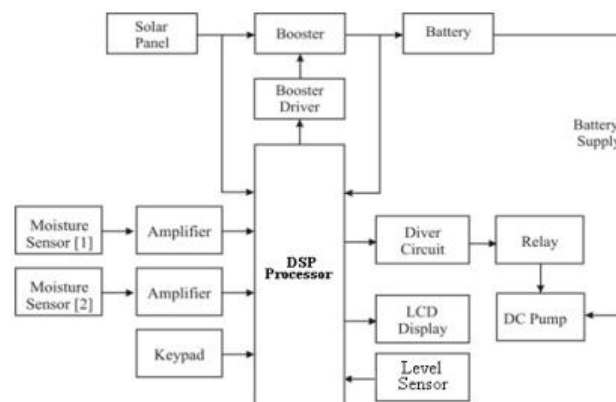 Solar
Panel
Booster
Battery
Booster
Driver
Battery
Supply
Moisture
Sensor [1]
Amplifier
DSP
Processor
Diver
Circuit
Relay
Moisture
Sensor [2]
Amplifier
LCD
Display
DC Pump
Keypad
Level
Sensor